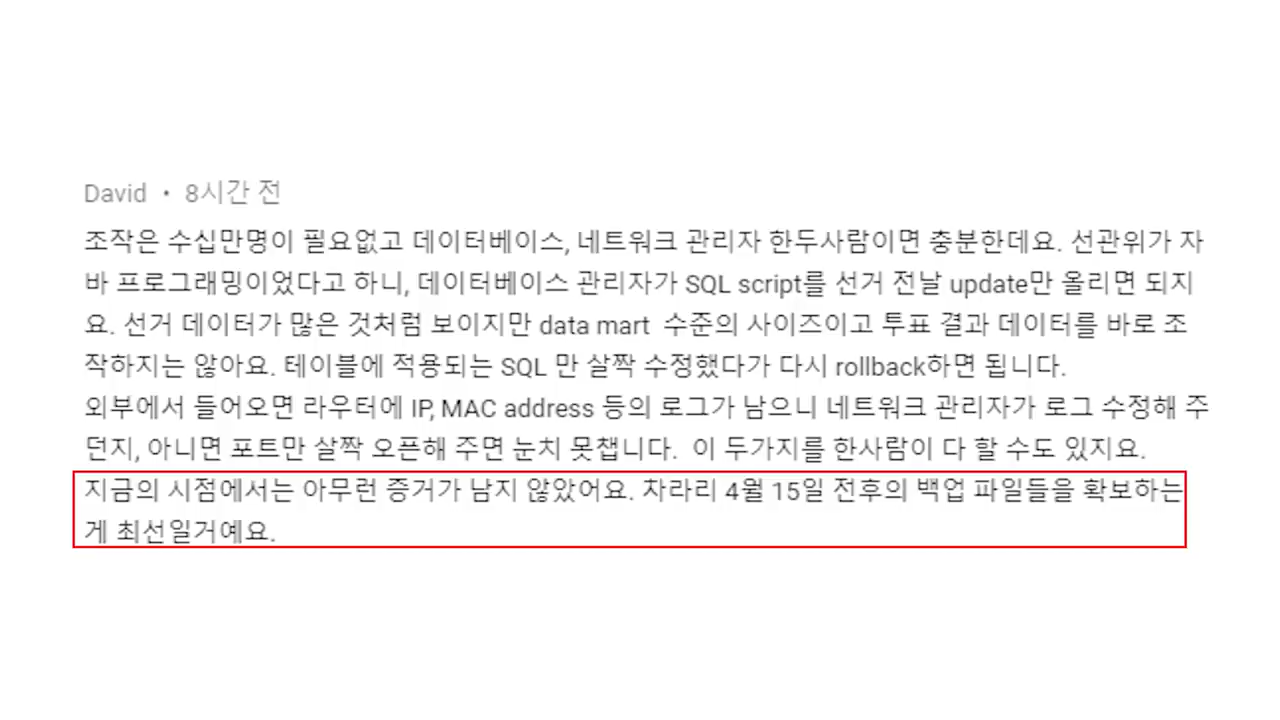 David • 8시간 전
조작은 수십만명이 필요없고 데이터베이스, 네트워크 관리자 한두사람이면 충분한데요. 선관위가 자
바 프로그래밍이었다고 하니, 데이터베이스 관리자가 SQL script를 선거 전날 update만 올리면 되지
요. 선거 데이터가 많은 것처럼 보이지만 data mart 수준의 사이즈이고 투표 결과 데이터를 바로 조
작하지는 않아요. 테이블에 적용되는 SQL 만 살짝 수정했다가 다시 rollback하면 됩니다.
외부에서 들어오면 라우터에 IP, MAC address 등의 로그가 남으니 네트워크 관리자가 로그 수정해 주
던지, 아니면 포트만 살짝 오픈해 주면 눈치 못챕니다. 이 두가지를 한사람이 다 할 수도 있지요.
지금의 시점에서는 아무런 증거가 남지 않았어요. 차라리 4월 15일 전후의 백업 파일들을 확보하는
게 최선일거예요.